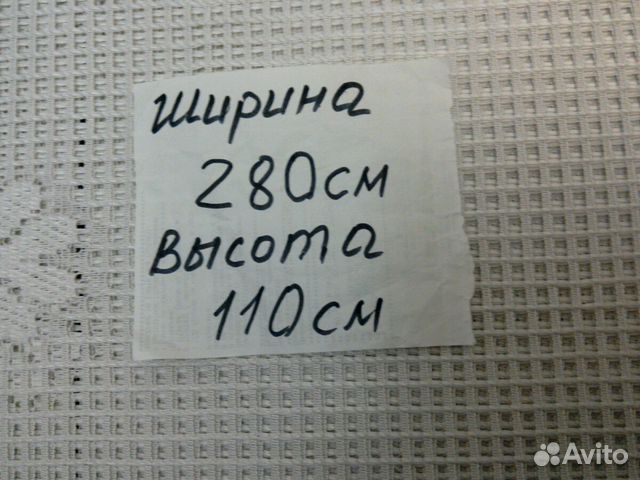 Ширина
280см
Высота
110см
Avito